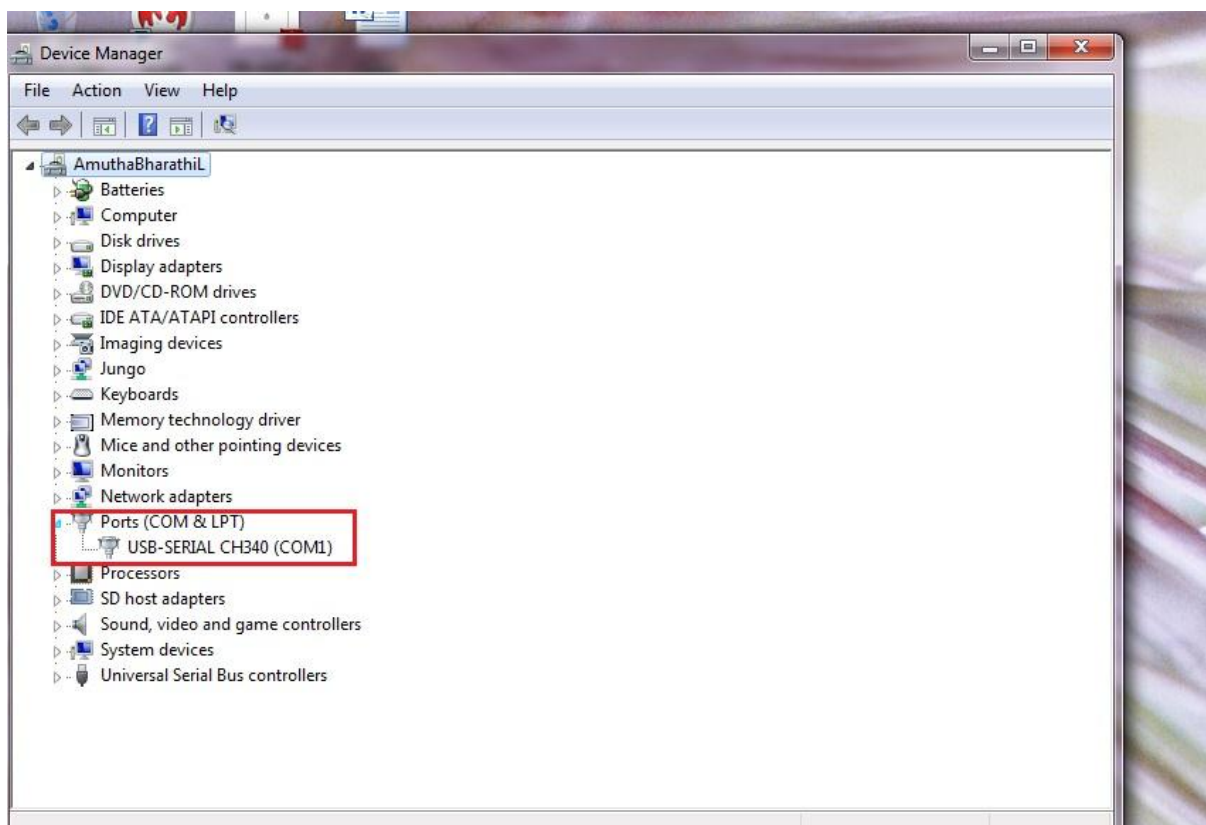 Device Manager
File Action View Help
AmuthaBharathiL
Batteries
Computer
Disk drives
Display adapters
DVD/CD-ROM drives
IDE ATA/ATAPI controllers
Imaging devices
Jungo
Keyboards
Memory technology driver
Mice and other pointing devices
Monitors
Network adapters
Ports (COM & LPT)
USB-SERIAL CH340 (COM1)
Processors
SD host adapters
Sound, video and game controllers
System devices
Universal Serial Bus controllers